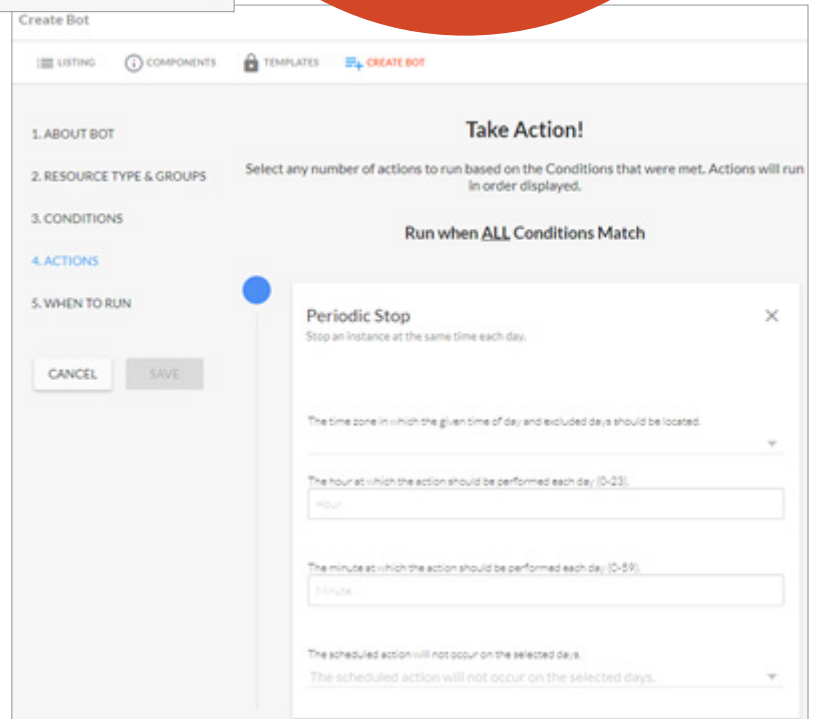 Create Bot
LISTING
COMPONENTS
TEMPLATES
CREATE BOT
1. ABOUT BOT
2. RESOURCE TYPE & GROUPS
3. CONDITIONS
4. ACTIONS
5. WHEN TO RUN
CANCEL
SAVE
Take Action!
Select any number of actions to run based on the Conditions that were met. Actions will run
in order displayed.
Run when ALL Conditions Match
Periodic Stop
Stop an instance at the same time each day.
The time zone in which the given time of day and excluded days should be located.
The hour at which the action should be performed each day (0-23).
Hour
The minute at which the action should be performed each day (0-59).
Minute
The scheduled action will not occur on the selected days.
The scheduled action will not occur on the selected days.